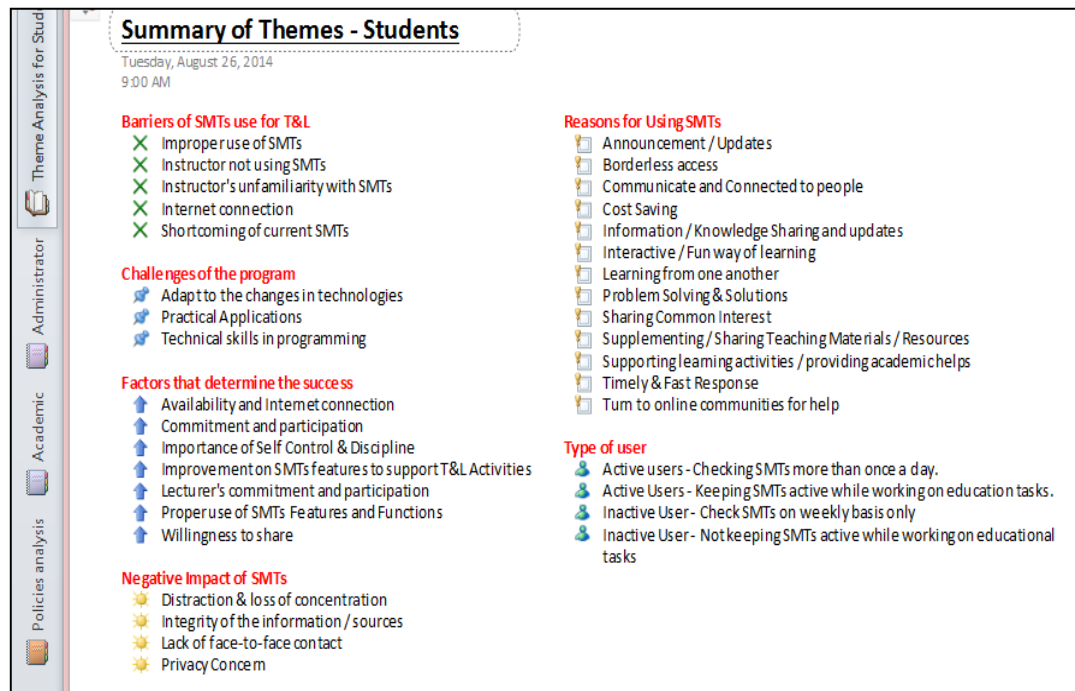 Theme Analysis for Stud
Administrator
Academic
Policies analysis
Summary of Themes - Students
Tuesday, August 26, 2014
9:00 AM
Barriers of SMTs use for T&L
Improper use of SMTs
Instructor not using SMTs
Instructor's unfamiliarity with SMTs
Internet connection
Shortcoming of current SMTs
Challenges of the program
Adapt to the changes in technologies
Practical Applications
Technical skills in programming
Factors that determine the success
Availability and Internet connection
Commitment and participation
Importance of Self Control & Discipline
Improvement on SMTs features to support T&L Activities
Lecturer's commitment and participation
Proper use of SMTs Features and Functions
Willingness to share
Negative Impact of SMTs
Distraction & loss of concentration
Integrity of the information / sources
Lack of face-to-face contact
Privacy Concern
Reasons for Using SMTs
Announcement / Updates
Borderless access
Communicate and Connected to people
Cost Saving
Information / Knowledge Sharing and updates
Interactive / Fun way of learning
Learning from one another
Problem Solving & Solutions
Sharing Common Interest
Supplementing / Sharing Teaching Materials / Resources
Supporting learning activities / providing academic helps
Timely & Fast Response
Turn to online communities for help
Type of user
Active users - Checking SMTs more than once a day.
Active Users - Keeping SMTs active while working on education tasks.
Inactive User - Check SMTs on weekly basis only
Inactive User - Not keeping SMTs active while working on educational
tasks